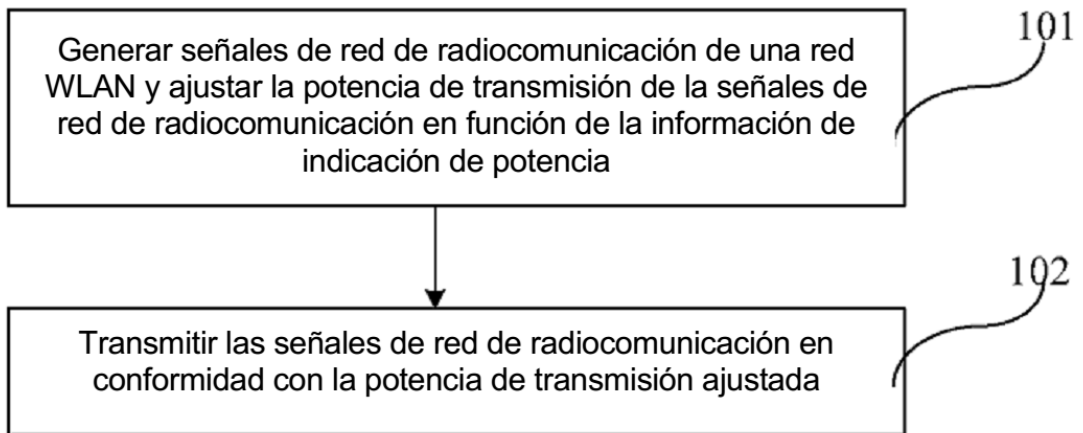 Generar señales de red de radiocomunicación de una red
WLAN y ajustar la potencia de transmisión de la señales de
red de radiocomunicación en función de la información de
indicación de potencia
101
Transmitir las señales de red de radiocomunicación en
conformidad con la potencia de transmisión ajustada
102